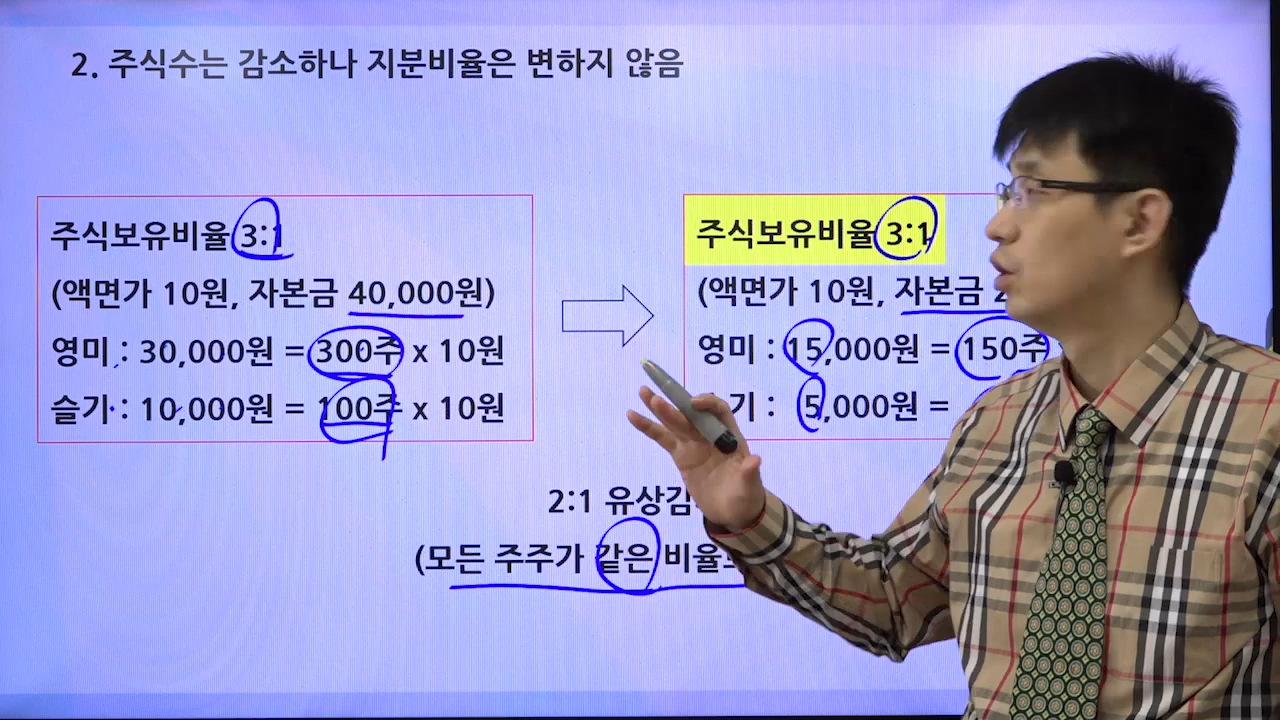 2. 주식수는 감소하나 지분비율은 변하지 않음
주식보유비율 3:1
(액면가 10원, 자본금 40,000원)
영미 : 30,000원 = 300주 x 10원
슬기 : 10,000원 = 100주 x 10원
주식보유비율 3:1
(액면가 10원, 자본금
영미 : 15,000원 = 150주
기 : 5,000원 =
2:1 유상감
(모든 주주가 같은 비율